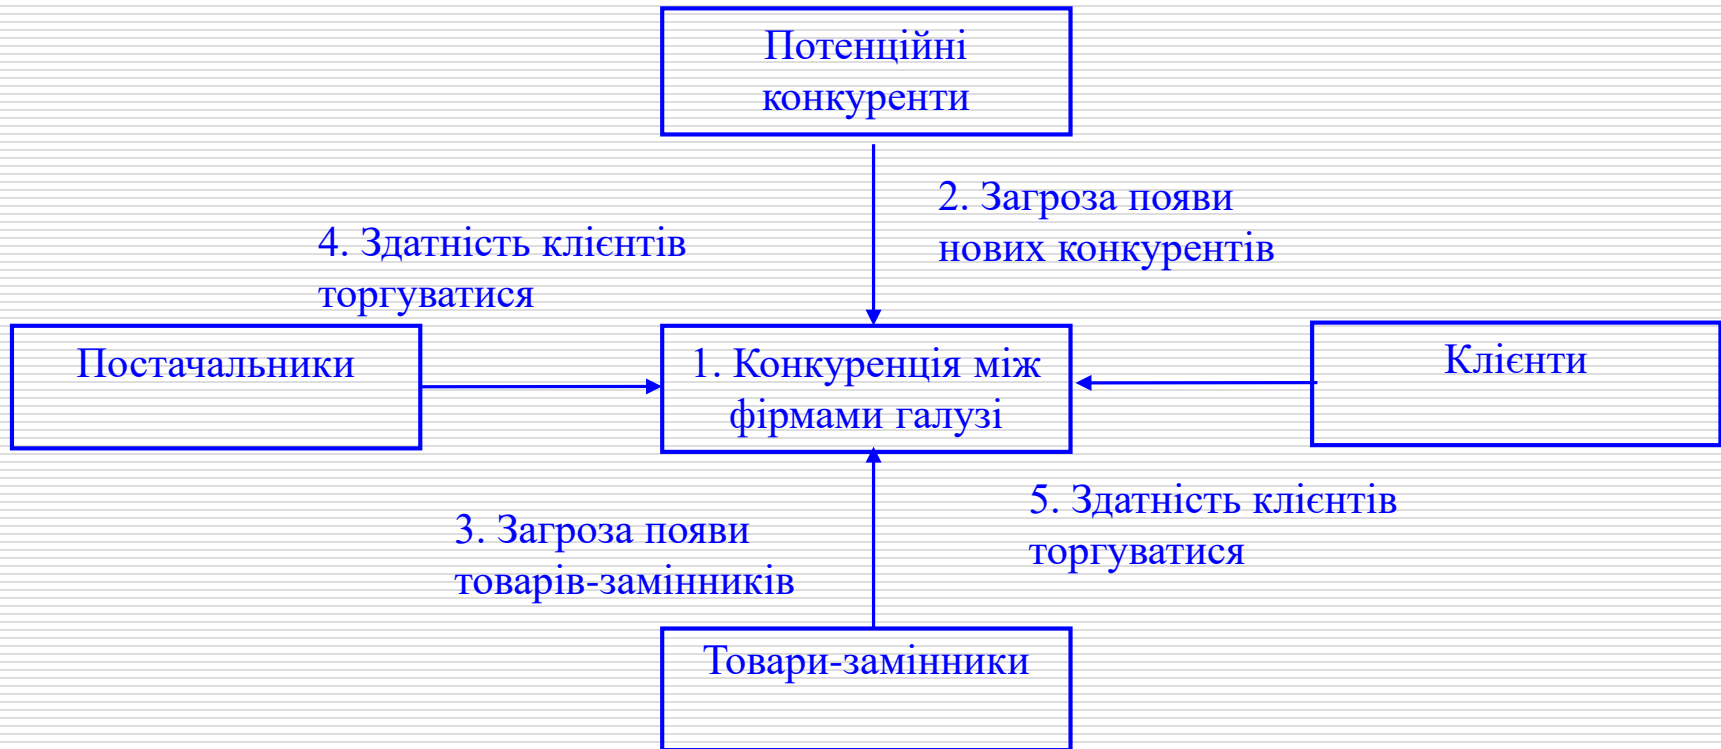 Потенційні
конкуренти
2. Загроза появи
нових конкурентів
4. Здатність клієнтів
торгуватися
Постачальники
1. Конкуренція між
фірмами галузі
Клієнти
3. Загроза появи
товарів-замінників
5. Здатність клієнтів
торгуватися
Товари-замінники